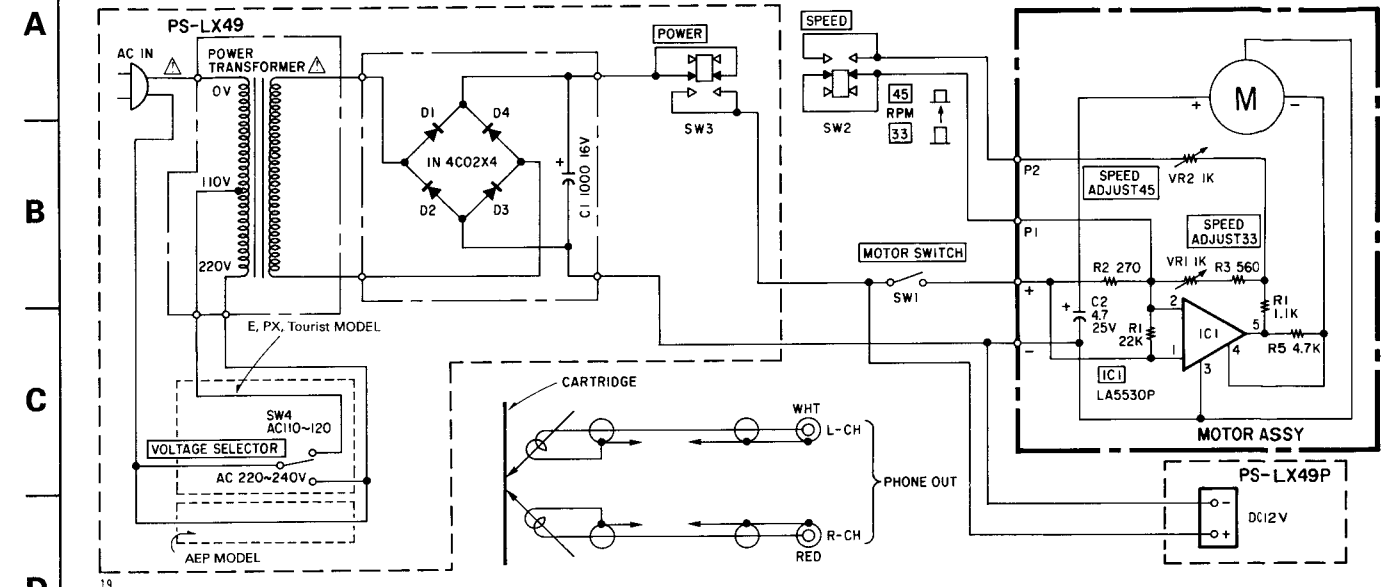 A
B
C
D
PS-LX49
AC IN
POWER
TRANSFORMER
0V
110V
220V
D1
D4
IN 4C02X4
D2
D3
+
C1 1000 16V
POWER
SW3
SPEED
SW2
45
RPM
33
M
+
−
P2
SPEED
ADJUST45
VR2 1K
P1
SPEED
ADJUST33
MOTOR SWITCH
SW1
+
R2 270
VR1 1K
R3 560
+
C2
4.7
25V
R1
22K
2
1
IC1
5
4
3
R1
1.1K
R5 4.7K
−
IC1
LA5530P
MOTOR ASSY
E, PX, Tourist MODEL
SW4
AC110~120
VOLTAGE SELECTOR
AC 220~240V
AEP MODEL
CARTRIDGE
WHT
L-CH
PHONE OUT
R-CH
RED
PS-LX49P
−
DC12V
+
19